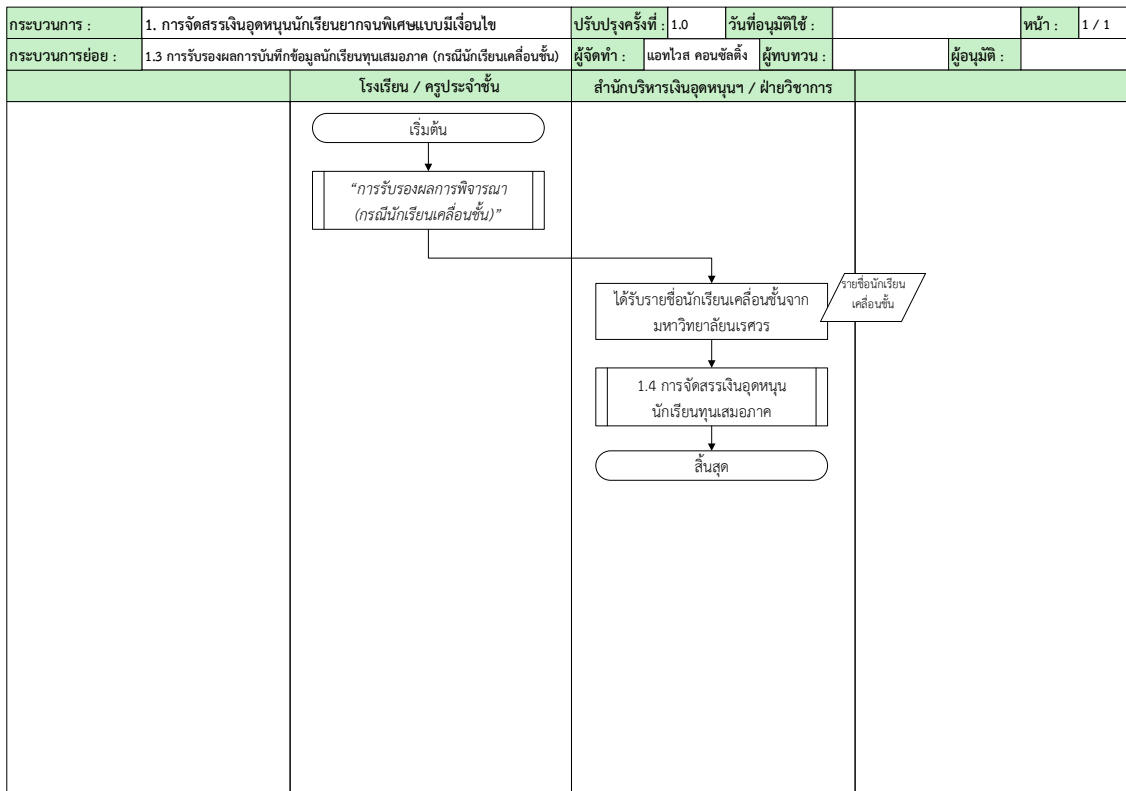 กระบวนการ : 1. การจัดสรรเงินอุดหนุนนักเรียนยากจนพิเศษแบบมีเงื่อนไข ปรับปรุงครั้งที่ : 1.0 วันที่อนุมัติใช้ : หน้า : 1 / 1
กระบวนการย่อย : 1.3 การรับรองผลการบันทึกข้อมูลนักเรียนทุนเสมอภาค (กรณีนักเรียนเคลื่อนชั้น) ผู้จัดทำ : แอทไวส คอนซัลติ้ง ผู้ทบทวน : ผู้อนุมัติ :
โรงเรียน / ครูประจำชั้น สำนักบริหารเงินอุดหนุนฯ / ฝ่ายวิชาการ
เริ่มต้น
“การรับรองผลการพิจารณา
(กรณีนักเรียนเคลื่อนชั้น)”
ได้รับรายชื่อนักเรียนเคลื่อนชั้นจาก
มหาวิทยาลัยนเรศวร
รายชื่อนักเรียน
เคลื่อนชั้น
1.4 การจัดสรรเงินอุดหนุน
นักเรียนทุนเสมอภาค
สิ้นสุด